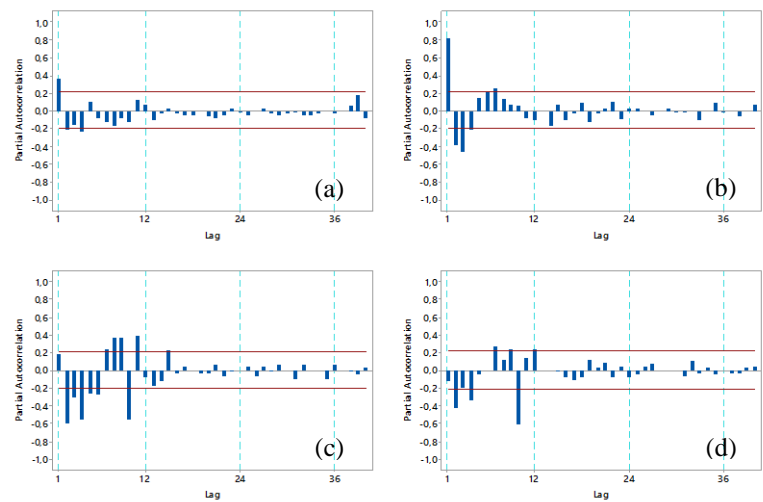 1,0
0,8
0,6
0,4
0,2
0,0
-0,2
-0,4
-0,6
-0,8
-1,0
Partial Autocorrelation
1 12 24 36
Lag
(a)
1,0
0,8
0,6
0,4
0,2
0,0
-0,2
-0,4
-0,6
-0,8
-1,0
Partial Autocorrelation
1 12 24 36
Lag
(b)
1,0
0,8
0,6
0,4
0,2
0,0
-0,2
-0,4
-0,6
-0,8
-1,0
Partial Autocorrelation
1 12 24 36
Lag
(c)
1,0
0,8
0,6
0,4
0,2
0,0
-0,2
-0,4
-0,6
-0,8
-1,0
Partial Autocorrelation
1 12 24 36
Lag
(d)